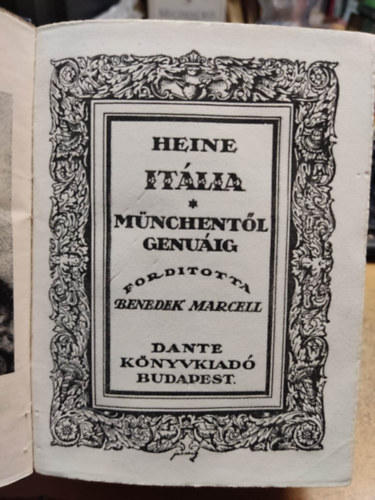 HEINE
ITÁLIA
*
MÜNCHENTŐL
GENUÁIG
FORDITOTTA
BENEDEK MARCELL
DANTE
KÖNYVKIADÓ
BUDAPEST.